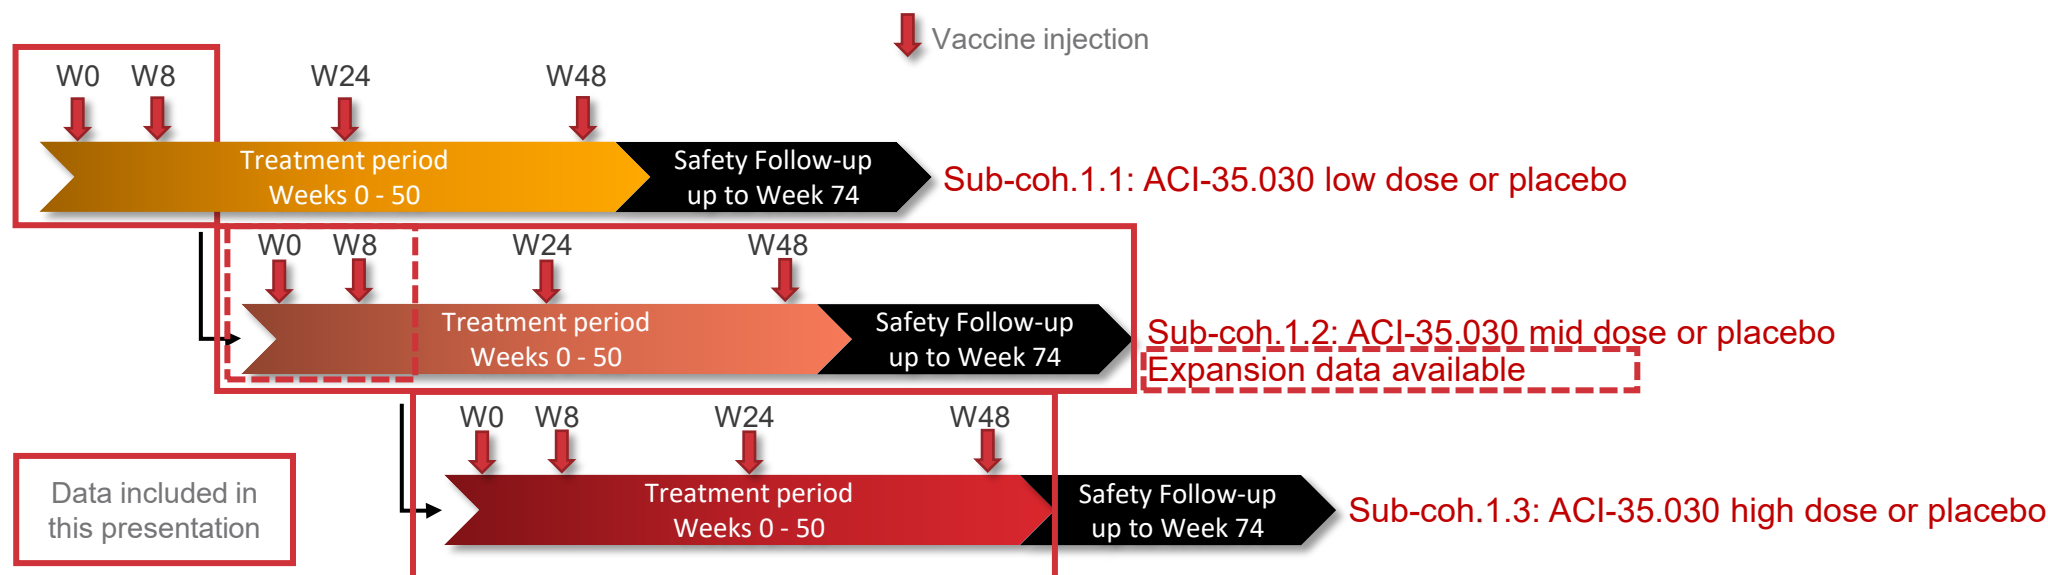 Vaccine injection
W0 W8 W24 W48
Treatment period
Weeks 0 - 50
Safety Follow-up
up to Week 74
Sub-coh.1.1: ACI-35.030 low dose or placebo
W0 W8 W24 W48
Treatment period
Weeks 0 - 50
Safety Follow-up
up to Week 74
Sub-coh.1.2: ACI-35.030 mid dose or placebo
Expansion data available
W0 W8 W24 W48
Treatment period
Weeks 0 - 50
Safety Follow-up
up to Week 74
Sub-coh.1.3: ACI-35.030 high dose or placebo
Data included in
this presentation